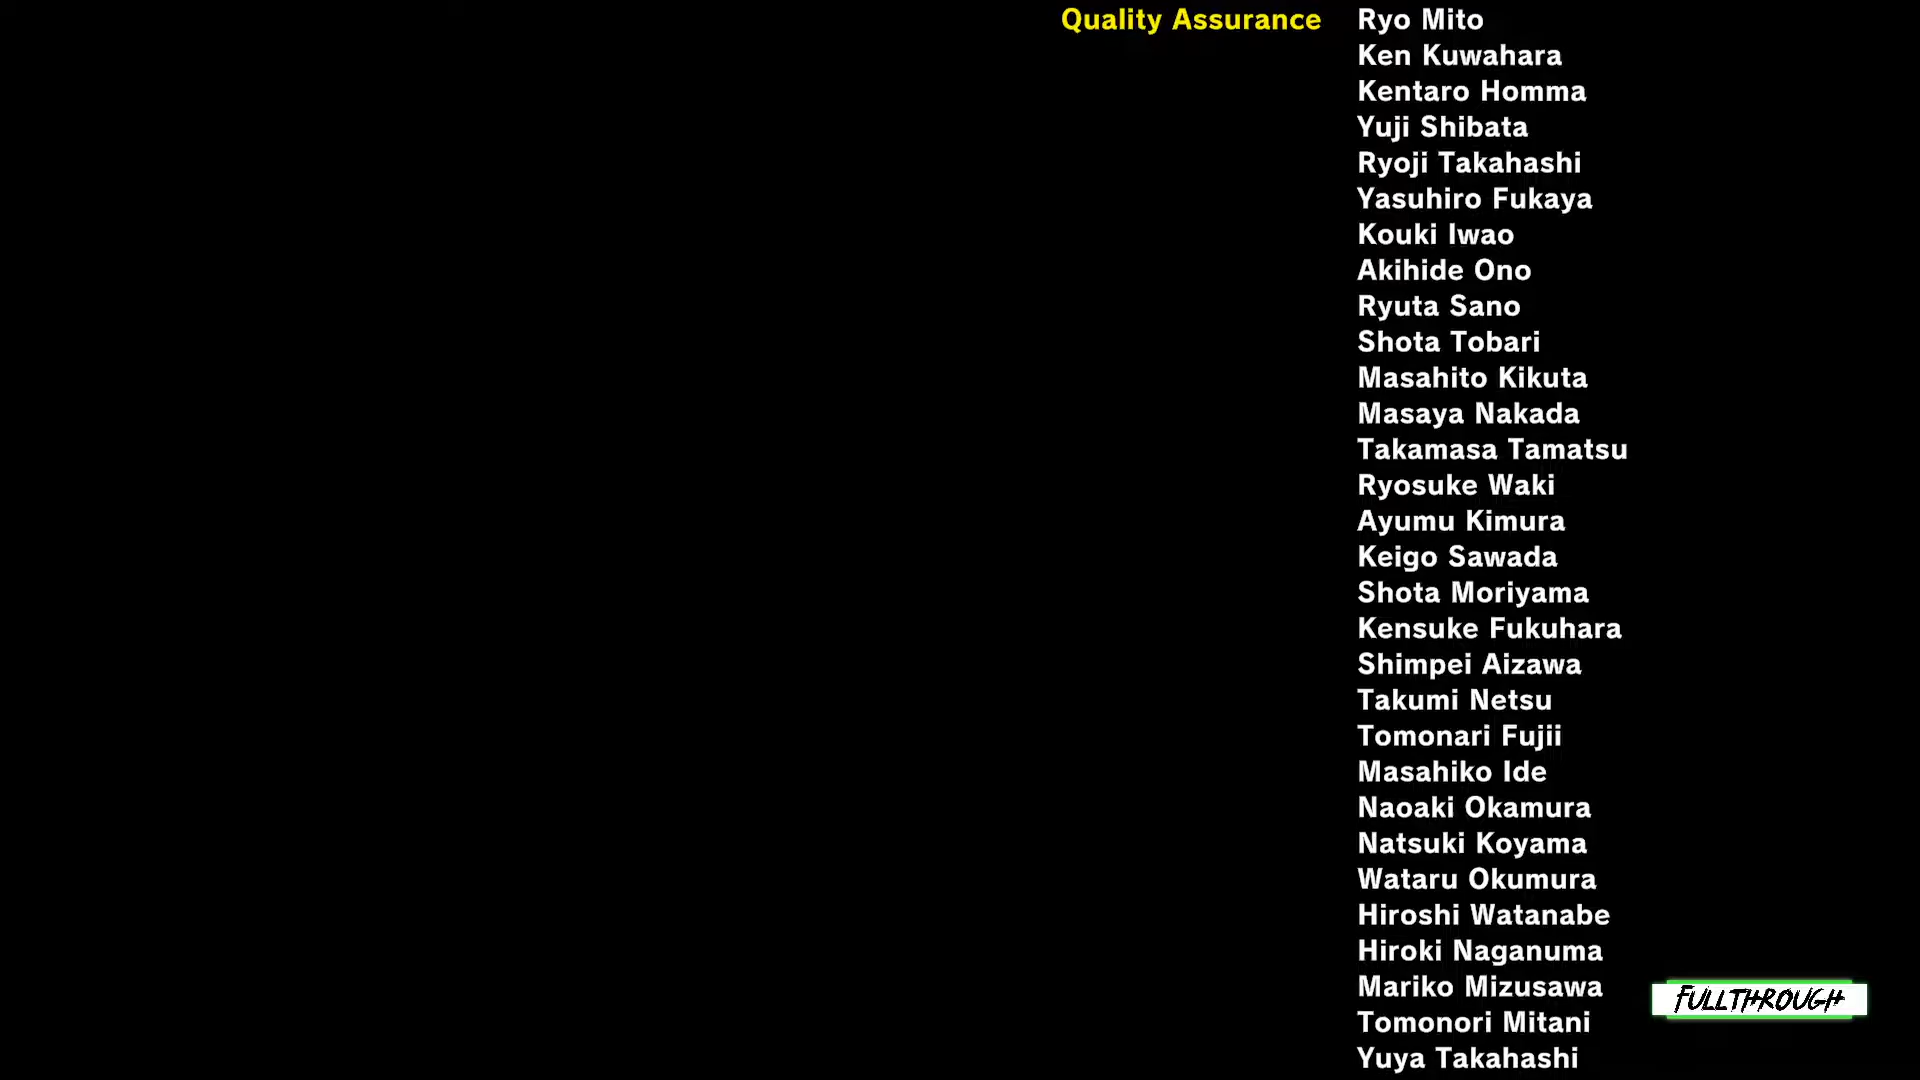 Quality Assurance Ryo Mito
Ken Kuwahara
Kentaro Homma
Yuji Shibata
Ryoji Takahashi
Yasuhiro Fukaya
Kouki Iwao
Akihide Ono
Ryuta Sano
Shota Tobari
Masahito Kikuta
Masaya Nakada
Takamasa Tamatsu
Ryosuke Waki
Ayumu Kimura
Keigo Sawada
Shota Moriyama
Kensuke Fukuhara
Shimpei Aizawa
Takumi Netsu
Tomonari Fujii
Masahiko Ide
Naoaki Okamura
Natsuki Koyama
Wataru Okumura
Hiroshi Watanabe
Hiroki Naganuma
Mariko Mizusawa
FULLTHROUGH
Tomonori Mitani
Yuya Takahashi